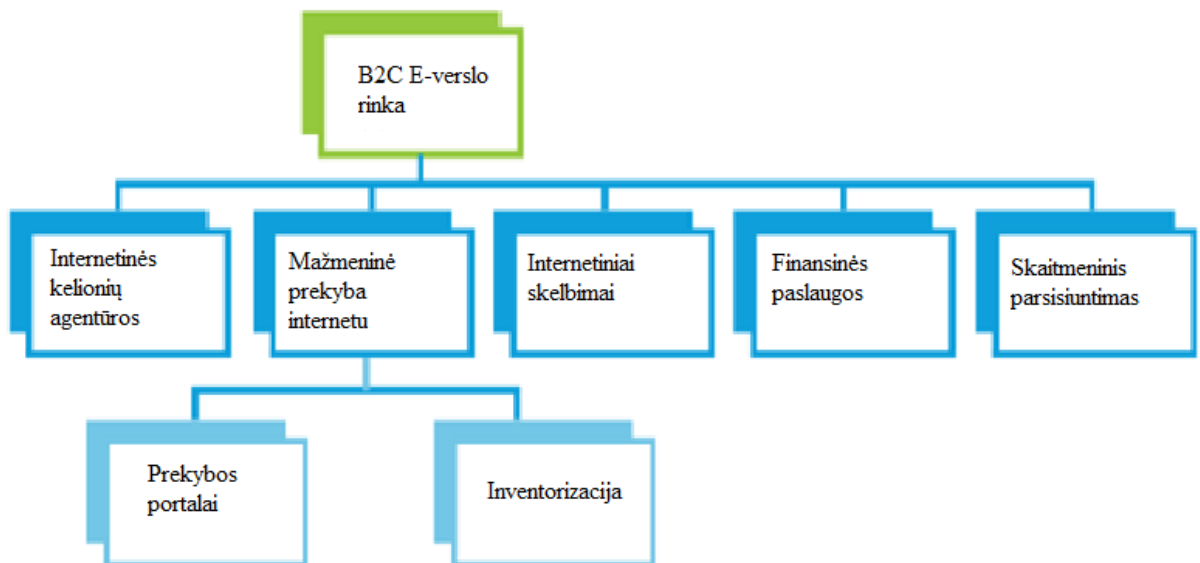 B2C E-verslo
rinka
Internetinės
kelionių
agentūros
Mažmeninė
prekyba
internetu
Internetiniai
skelbimai
Finansinės
paslaugos
Skaitmeninis
parsisiuntimas
Prekybos
portalai
Inventorizacija